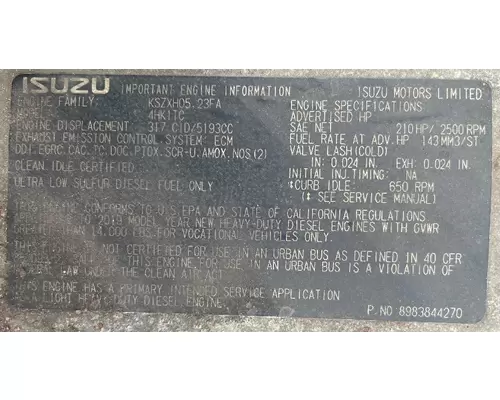 ISUZU IMPORTANT ENGINE INFORMATION ISUZU MOTORS LIMITED
ENGINE FAMILY: KSZXH05.23FA
4HK1TC
ENGINE DISPLACEMENT: 317 CID/5193CC
EXHAUST EMISSION CONTROL SYSTEM: ECM
DDI,EGRC,CAC,TC,DOC,PTOX,SCR-U,AMOX,NOS(2)
CLEAN IDLE CERTIFIED
ULTRA LOW SULFUR DIESEL FUEL ONLY
ENGINE SPECIFICATIONS
ADVERTISED HP
SAE NET 210HP/ 2500 RPM
FUEL RATE AT ADV.HP 143MM3/ST
VALVE LASH(COLD)
IN: 0.024 IN. EXH: 0.024 IN.
INITIAL INJ.TIMING: NA
*CURB IDLE: 650 RPM
(* SEE SERVICE MANUAL)
CONFORMS TO U.S EPA AND STATE OF CALIFORNIA REGULATIONS
2019 MODEL YEAR NEW HEAVY-DUTY DIESEL ENGINES WITH GVWR
THAN 14,000 LBS FOR VOCATIONAL VEHICLES ONLY.
NOT CERTIFIED FOR USE IN AN URBAN BUS AS DEFINED IN 40 CFR
THIS ENGINE FOR USE IN AN URBAN BUS IS A VIOLATION OF
LAW UNDER THE CLEAN AIR ACT.
THIS ENGINE HAS A PRIMARY INTENDED SERVICE APPLICATION
LIGHT HEAVY-DUTY DIESEL ENGINE.
P.NO 8983844270